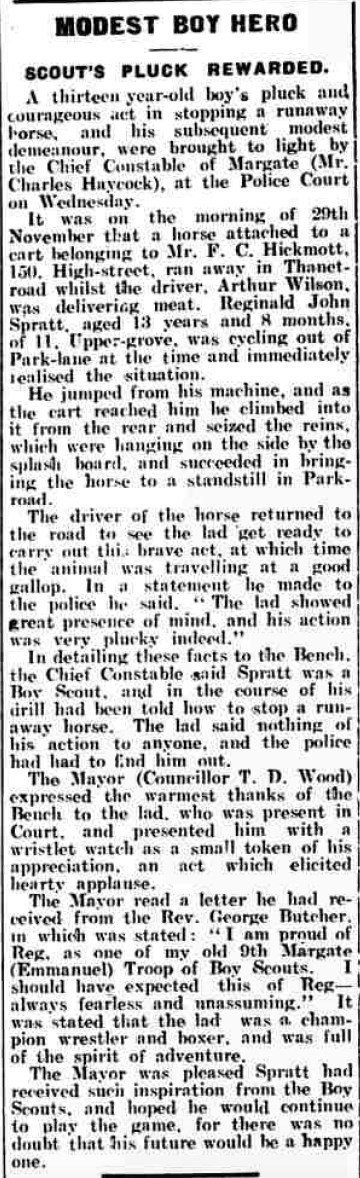 MODEST BOY HERO
SCOUT'S PLUCK REWARDED.
A thirteen year-old boy's pluck and
courageous act in stopping a runaway
horse, and his subsequent modest
demeanour, were brought to light by
the Chief Constable of Margate (Mr.
Charles Haycock), at the Police Court
on Wednesday.
It was on the morning of 29th
November that a horse attached to a
cart belonging to Mr. F. C. Hickmott,
150, High-street, ran away in Thanet-
road whilst the driver, Arthur Wilson,
was delivering meat. Reginald John
Spratt, aged 13 years and 8 months,
of 11, Upper-grove, was cycling out of
Park-lane at the time and immediately
realised the situation.
He jumped from his machine, and as
the cart reached him he climbed into
it from the rear and seized the reins,
which were hanging on the side by the
splash board, and succeeded in bring-
ing the horse to a standstill in Park-
road.
The driver of the horse returned to
the road to see the lad get ready to
carry out this brave act, at which time
the animal was travelling at a good
gallop. In a statement he made to
the police he said, "The lad showed
great presence of mind, and his action
was very plucky indeed."
In detailing these facts to the Bench,
the Chief Constable said Spratt was a
Boy Scout, and in the course of his
drill had been told how to stop a run-
away horse. The lad said nothing of
his action to anyone, and the police
had had to find him out.
The Mayor (Councillor T. D. Wood)
expressed the warmest thanks of the
Bench to the lad, who was present in
Court, and presented him with a
wristlet watch as a small token of his
appreciation, an act which elicited
hearty applause.
The Mayor read a letter he had re-
ceived from the Rev. George Butcher,
in which was stated: "I am proud of
Reg, as one of my old 9th Margate
(Emmanuel) Troop of Boy Scouts. I
should have expected this of Reg—
always fearless and unassuming." It
was stated that the lad was a cham-
pion wrestler and boxer, and was full
of the spirit of adventure.
The Mayor was pleased Spratt had
received such inspiration from the Boy
Scouts, and hoped he would continue
to play the game, for there was no
doubt that his future would be a happy
one.